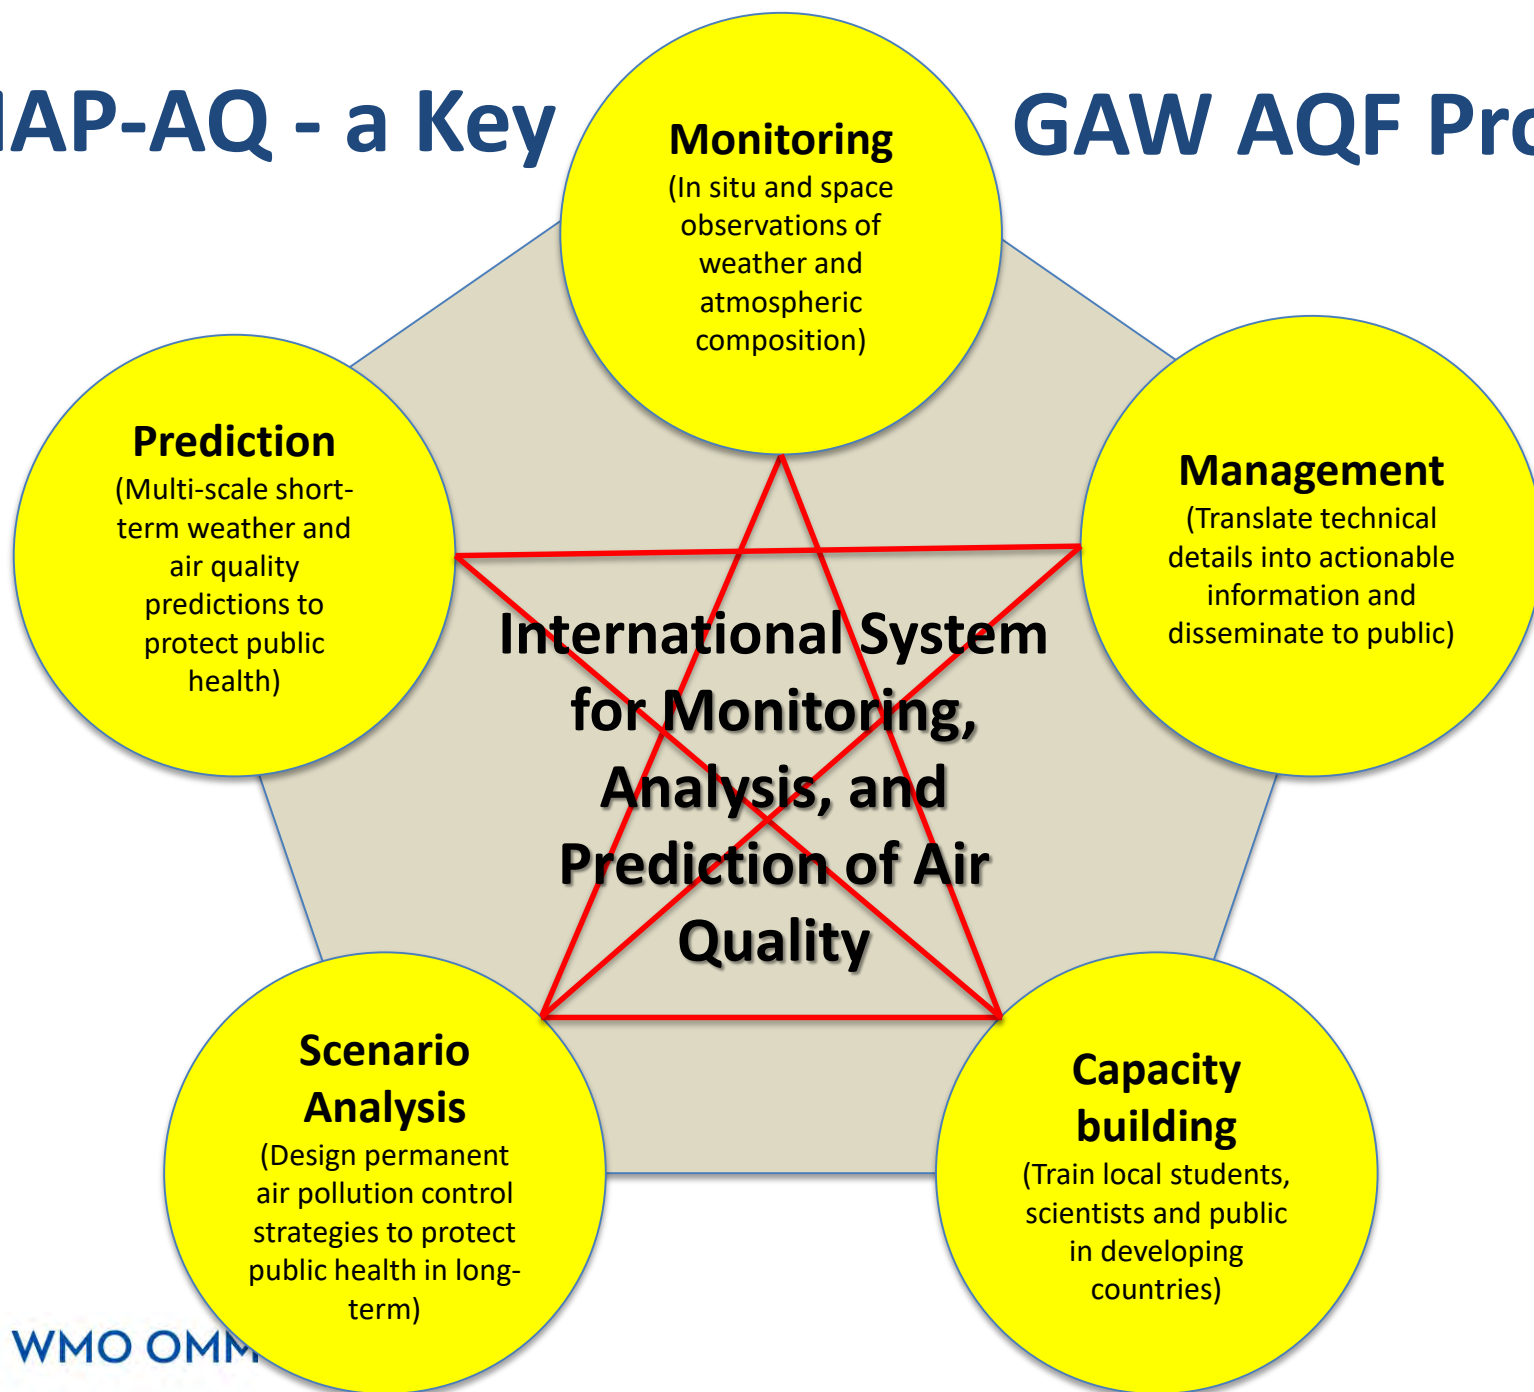 IAP-AQ - a Key GAW AQF Pro
Monitoring
(In situ and space
observations of
weather and
atmospheric
composition)
Prediction
(Multi-scale short-
term weather and
air quality
predictions to
protect public
health)
Management
(Translate technical
details into actionable
information and
disseminate to public)
International System
for Monitoring,
Analysis, and
Prediction of Air
Quality
Scenario
Analysis
(Design permanent
air pollution control
strategies to protect
public health in long-
term)
Capacity
building
(Train local students,
scientists and public
in developing
countries)
WMO OMM